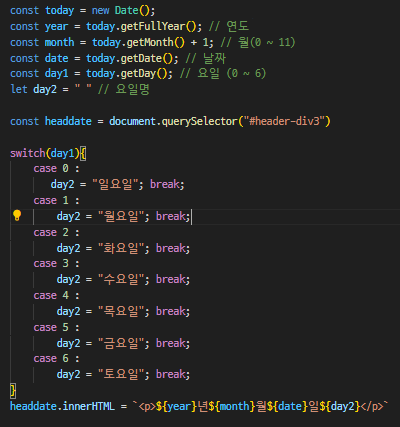 const today = new Date();
const year = today.getFullYear(); // 연도
const month = today.getMonth() + 1; // 월(0 ~ 11)
const date = today.getDate(); // 날짜
const day1 = today.getDay(); // 요일 (0 ~ 6)
let day2 = " " // 요일명

const headdate = document.querySelector("#header-div3")

switch(day1){
    case 0 :
       day2 = "일요일"; break;
    case 1 :
        day2 = "월요일"; break;
    case 2 :
        day2 = "화요일"; break;
    case 3 :
        day2 = "수요일"; break;
    case 4 :
        day2 = "목요일"; break;
    case 5 :
        day2 = "금요일"; break;
    case 6 :
        day2 = "토요일"; break;
}
headdate.innerHTML = `<p>${year}년${month}월${date}일${day2}</p>`